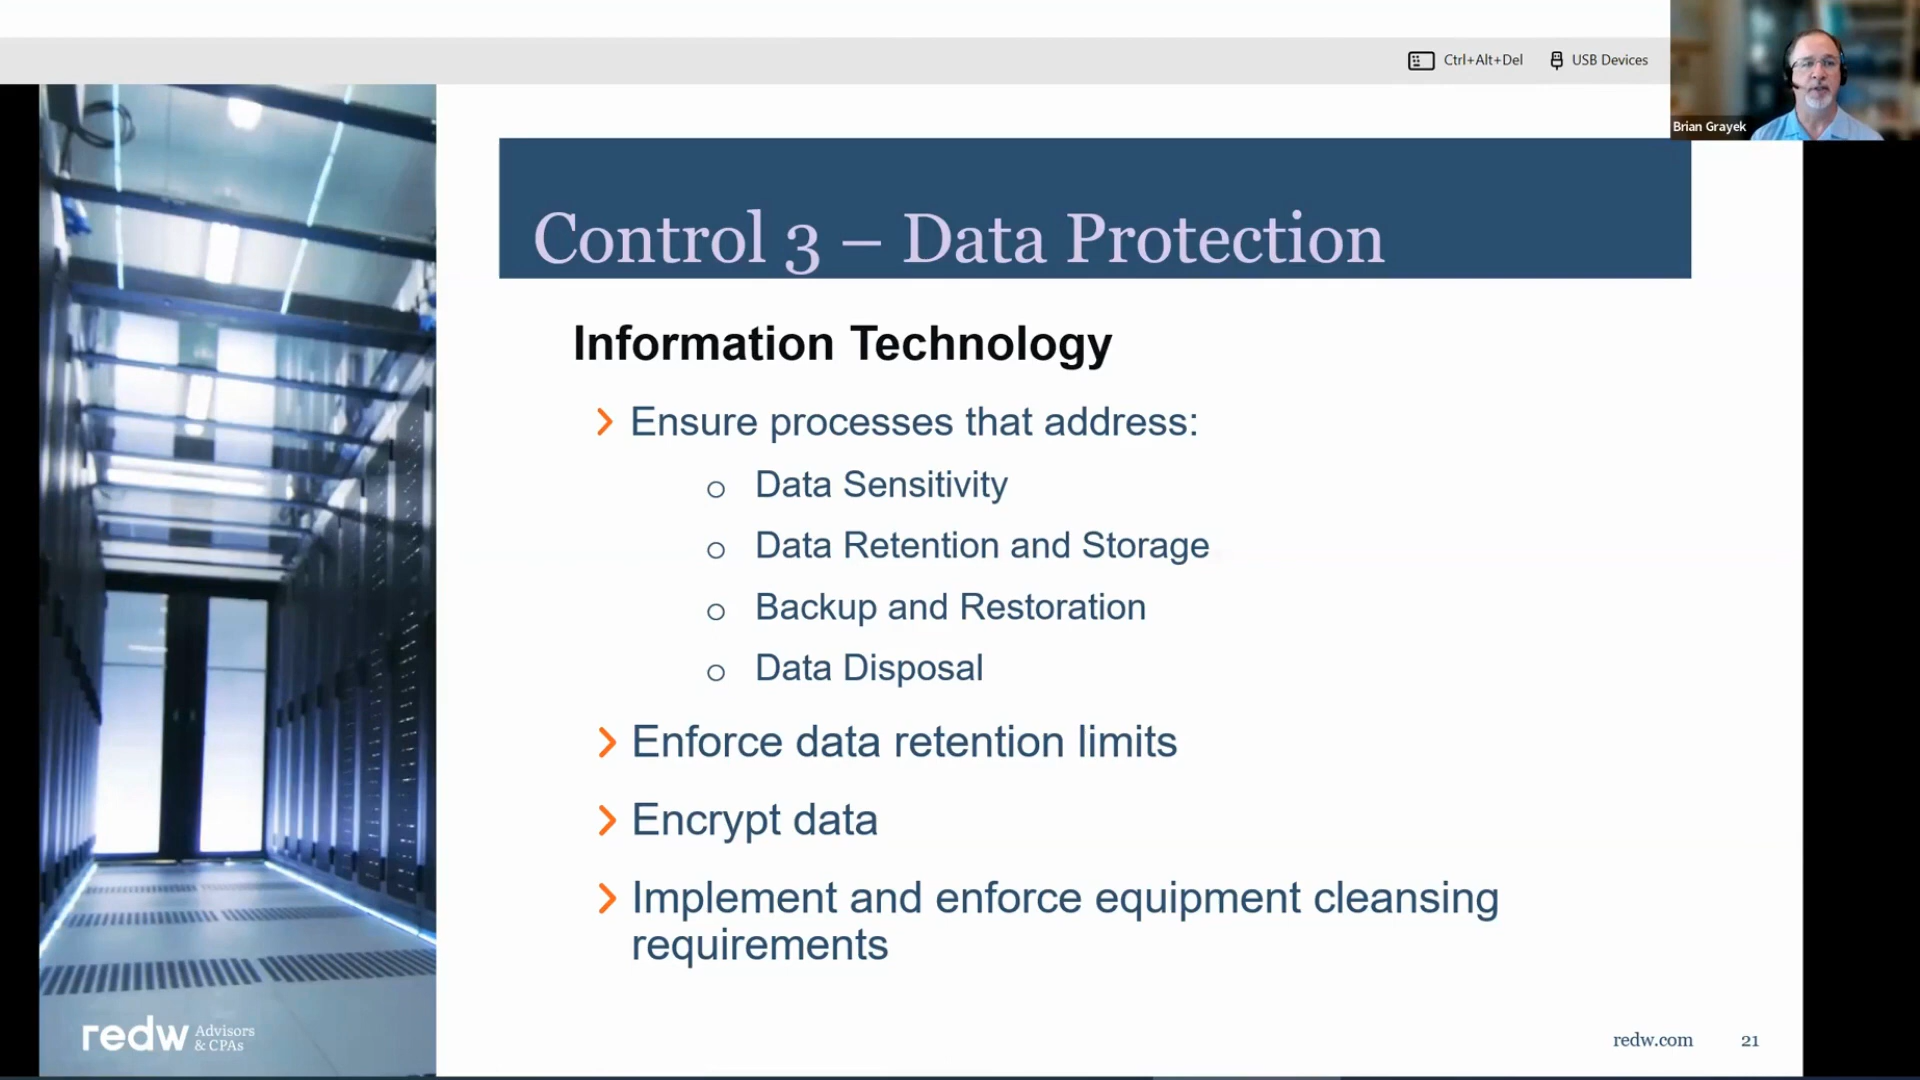 Ctrl+Alt+Del USB Devices
Brian Grayek
Control 3 – Data Protection
Information Technology
Ensure processes that address:
Data Sensitivity
Data Retention and Storage
Backup and Restoration
Data Disposal
Enforce data retention limits
Encrypt data
Implement and enforce equipment cleansing
requirements
redw Advisors
& CPAs
redw.com 21